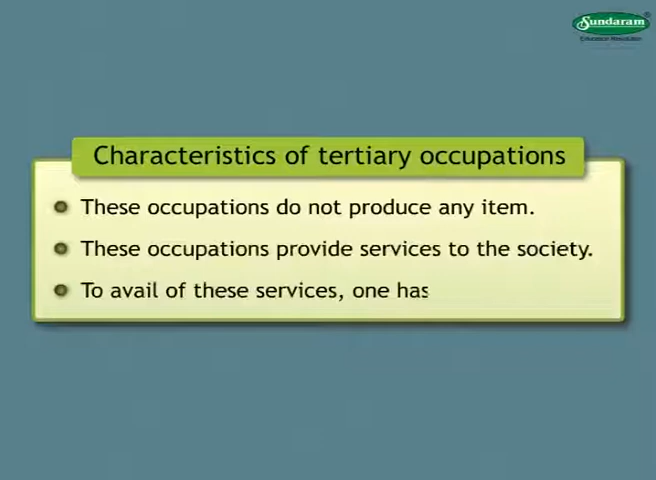 Sundaram
Characteristics of tertiary occupations
These occupations do not produce any item.
These occupations provide services to the society.
To avail of these services, one has